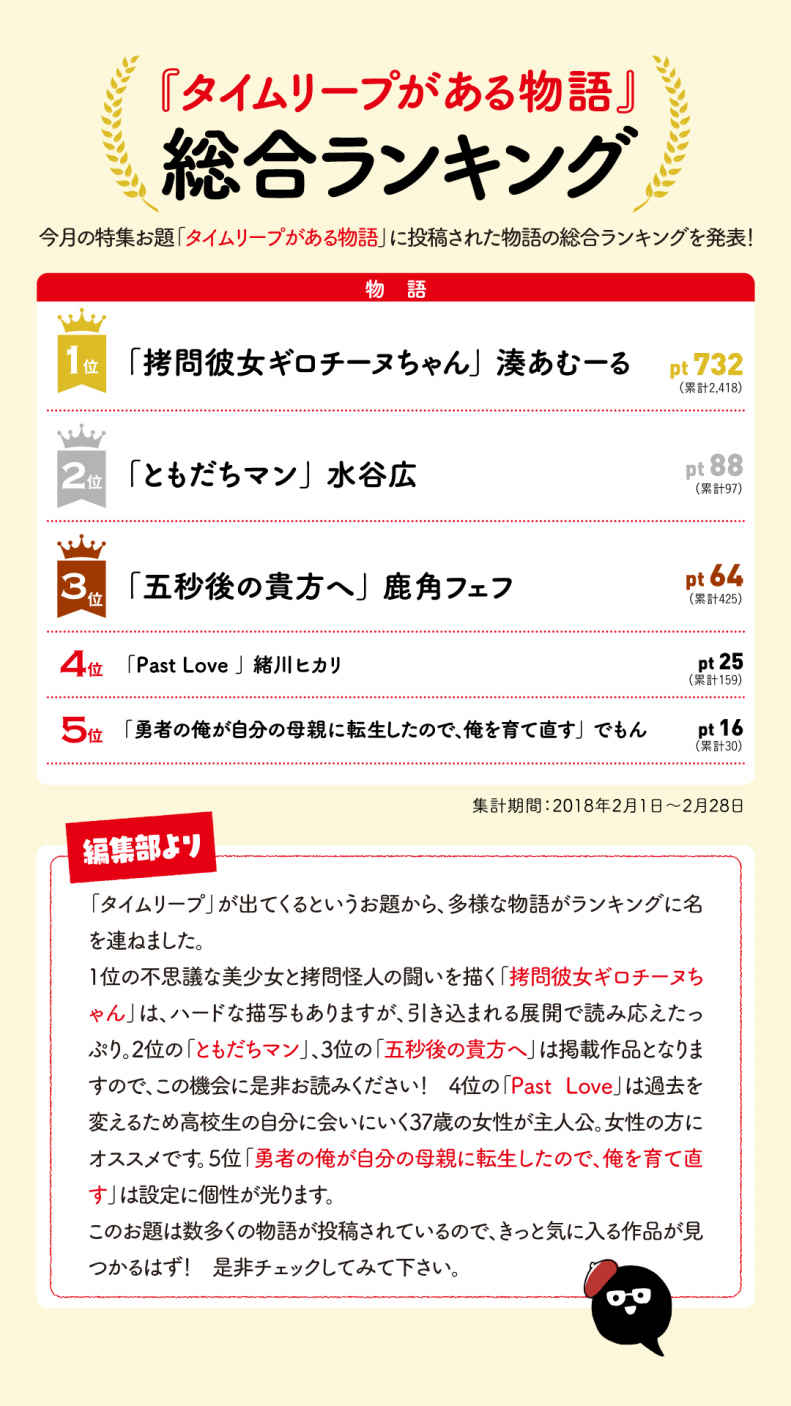 『タイムリープがある物語』
総合ランキング
今月の特集お題「タイムリープがある物語」に投稿された物語の総合ランキングを発表！
物　語
1位 「拷問彼女ギロチーヌちゃん」 湊あむーる pt 732
（累計2,418）
2位 「ともだちマン」 水谷広 pt 88
（累計97）
3位 「五秒後の貴方へ」 鹿角フェフ pt 64
（累計425）
4位 「Past Love 」 緒川ヒカリ pt 25
（累計159）
5位 「勇者の俺が自分の母親に転生したので、俺を育て直す」 でもん pt 16
（累計30）
集計期間：2018年2月1日～2月28日
編集部より
「タイムリープ」が出てくるというお題から、多様な物語がランキングに名
を連ねました。
1位の不思議な美少女と拷問怪人の闘いを描く「拷問彼女ギロチーヌち
ゃん」は、ハードな描写もありますが、引き込まれる展開で読み応えたっ
ぷり。2位の「ともだちマン」、3位の「五秒後の貴方へ」は掲載作品となりま
すので、この機会に是非お読みください！　4位の「Past Love」は過去を
変えるため高校生の自分に会いにいく37歳の女性が主人公。女性の方に
オススメです。5位「勇者の俺が自分の母親に転生したので、俺を育て直
す」は設定に個性が光ります。
このお題は数多くの物語が投稿されているので、きっと気に入る作品が見
つかるはず！　是非チェックしてみて下さい。